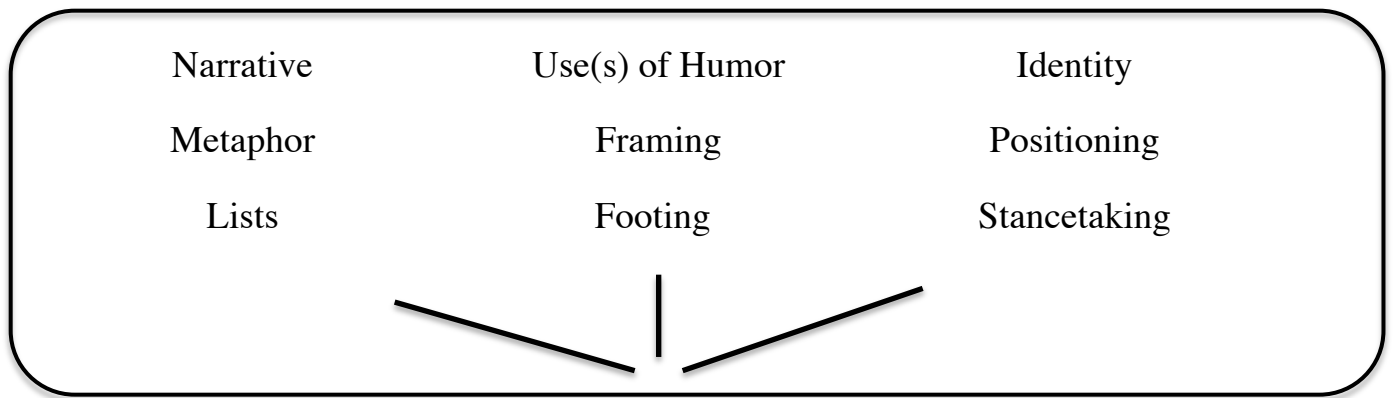 Narrative Use(s) of Humor Identity
Metaphor Framing Positioning
Lists Footing Stancetaking